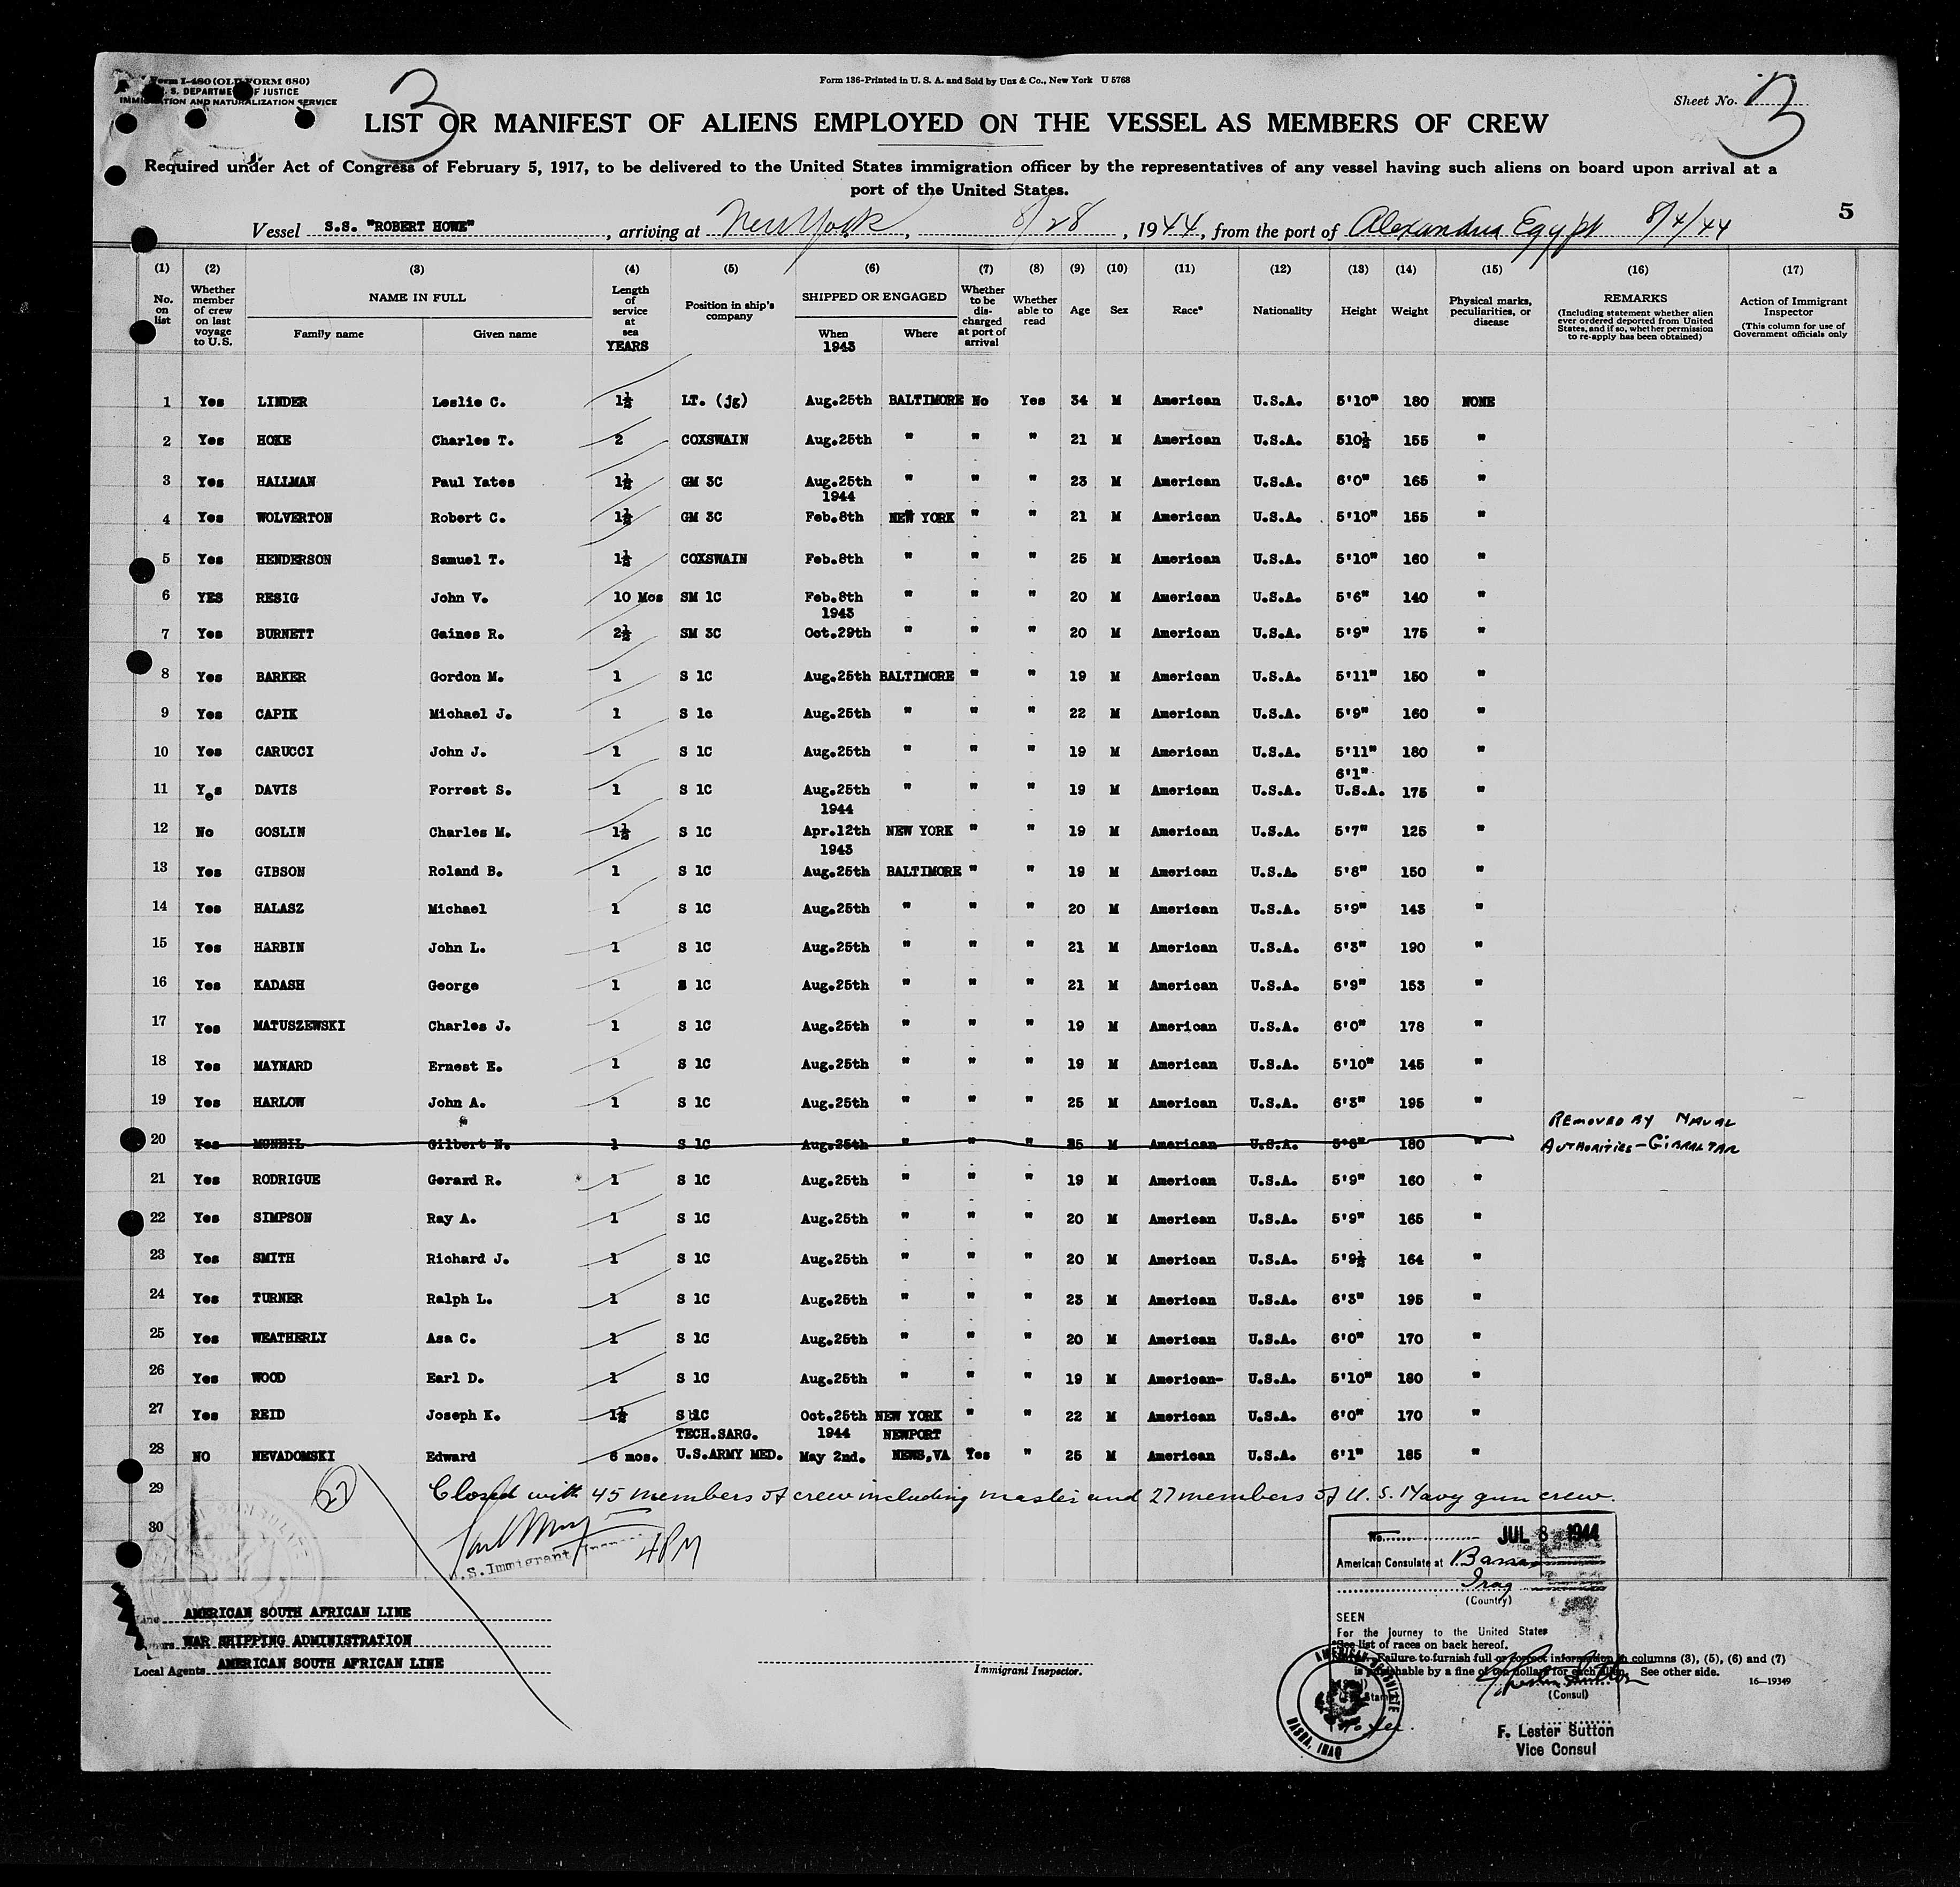 Form I-480 (OLD FORM 680)
U. S. DEPARTMENT OF JUSTICE
IMMIGRATION AND NATURALIZATION SERVICE
3
Form 136-Printed in U. S. A. and Sold by Unz & Co., New York U 5768
Sheet No.
LIST OR MANIFEST OF ALIENS EMPLOYED ON THE VESSEL AS MEMBERS OF CREW
Required under Act of Congress of February 5, 1917, to be delivered to the United States immigration officer by the representatives of any vessel having such aliens on board upon arrival at a
port of the United States.
5
Vessel S.S. "ROBERT HOWE", arriving at New York, 8/28, 1944, from the port of Alexandria Egypt 8/4/44
(1) (2) (3) (4) (5) (6) (7) (8) (9) (10) (11) (12) (13) (14) (15) (16) (17)
No. on list
Whether member of crew on last voyage to U.S.
NAME IN FULL
Family name Given name
Length of service at sea
YEARS
Position in ship's company
SHIPPED OR ENGAGED
When Where
1943
Whether to be discharged at port of arrival
Whether able to read
Age Sex Race* Nationality Height Weight
Physical marks, peculiarities, or disease
REMARKS
(Including statement whether alien ever ordered deported from United States, and if so, whether permission to re-apply has been obtained)
Action of Immigrant Inspector
(This column for use of Government officials only
1 Yes LINDER Leslie C. 1½ LT. (jg) Aug.25th BALTIMORE No Yes 34 M American U.S.A. 5'10" 180 NONE
2 Yes HOKE Charles T. 2 COXSWAIN Aug.25th " " " 21 M American U.S.A. 510½ 155 "
3 Yes HALLMAN Paul Yates 1½ GM 3C Aug.25th " " " 23 M American U.S.A. 6'0" 165 "
1944
4 Yes WOLVERTON Robert C. 1½ GM 3C Feb.8th NEW YORK " " 21 M American U.S.A. 5'10" 155 "
5 Yes HENDERSON Samuel T. 1½ COXSWAIN Feb.8th " " " 25 M American U.S.A. 5'10" 160 "
6 YES RESIG John V. 10 Mos SM 1C Feb.8th " " " 20 M American U.S.A. 5'6" 140 "
1943
7 Yes BURNETT Gaines R. 2½ SM 3C Oct.29th " " " 20 M American U.S.A. 5'9" 175 "
8 Yes BARKER Gordon M. 1 S 1C Aug.25th BALTIMORE " " 19 M American U.S.A. 5'11" 150 "
9 Yes CAPIK Michael J. 1 S 1c Aug.25th " " " 22 M American U.S.A. 5'9" 160 "
10 Yes CARUCCI John J. 1 S 1C Aug.25th " " " 19 M American U.S.A. 5'11" 180 "
6'1"
11 Yes DAVIS Forrest S. 1 S 1C Aug.25th " " " 19 M American U.S.A. U.S.A. 175 "
1944
12 No GOSLIN Charles M. 1½ S 1C Apr.12th NEW YORK " " 19 M American U.S.A. 5'7" 125 "
1943
13 Yes GIBSON Roland B. 1 S 1C Aug.25th BALTIMORE " " 19 M American U.S.A. 5'8" 150 "
14 Yes HALASZ Michael 1 S 1C Aug.25th " " " 20 M American U.S.A. 5'9" 143 "
15 Yes HARBIN John L. 1 S 1C Aug.25th " " " 21 M American U.S.A. 6'3" 190 "
16 Yes KADASH George 1 S 1C Aug.25th " " " 21 M American U.S.A. 5'9" 153 "
17 Yes MATUSZEWSKI Charles J. 1 S 1C Aug.25th " " " 19 M American U.S.A. 6'0" 178 "
18 Yes MAYNARD Ernest E. 1 S 1C Aug.25th " " " 19 M American U.S.A. 5'10" 145 "
19 Yes HARLOW John A. 1 S 1C Aug.25th " " " 25 M American U.S.A. 6'3" 195 "
REMOVED BY NAVAL
20 Yes Gilbert N. 1 S 1C Aug.25th " " " M American U.S.A. 180 " AUTHORITIES-GIBRALTAR
21 Yes RODRIGUE Gerard R. 1 S 1C Aug.25th " " " 19 M American U.S.A. 5'9" 160 "
22 Yes SIMPSON Ray A. 1 S 1C Aug.25th " " " 20 M American U.S.A. 5'9" 165 "
23 Yes SMITH Richard J. 1 S 1C Aug.25th " " " 20 M American U.S.A. 5'9½ 164 "
24 Yes TURNER Ralph L. 1 S 1C Aug.25th " " " 23 M American U.S.A. 6'3" 195 "
25 Yes WEATHERLY Asa C. 1 S 1C Aug.25th " " " 20 M American U.S.A. 6'0" 170 "
26 Yes WOOD Earl D. 1 S 1C Aug.25th " " " 19 M American- U.S.A. 5'10" 180 "
27 Yes REID Joseph K. 1½ S 1C Oct.25th NEW YORK " " 22 M American U.S.A. 6'0" 170 "
TECH.SARG. 1944 NEWPORT
28 NO NEVADOMSKI Edward 6 mos. U.S.ARMY MED. May 2nd. NEWS,VA Yes " 25 M American U.S.A. 6'1" 185 "
29 27 Closed with 45 members of crew including master and 27 members of U. S. Navy gun crew.
30 4PM
U.S. Immigrant Inspector
No. JUL 8 1944
American Consulate at Basra
Iraq
(Country)
SEEN
For the Journey to the United States
Line AMERICAN SOUTH AFRICAN LINE
Owners WAR SHIPPING ADMINISTRATION
Local Agents AMERICAN SOUTH AFRICAN LINE
Immigrant Inspector.
*See list of races on back hereof.
Failure to furnish full or correct information in columns (3), (5), (6) and (7)
is punishable by a fine of ten dollars for each alien. See other side.
16—19349
(Consul)
F. Lester Sutton
Vice Consul
AMERICAN CONSULATE
BASRA, IRAQ